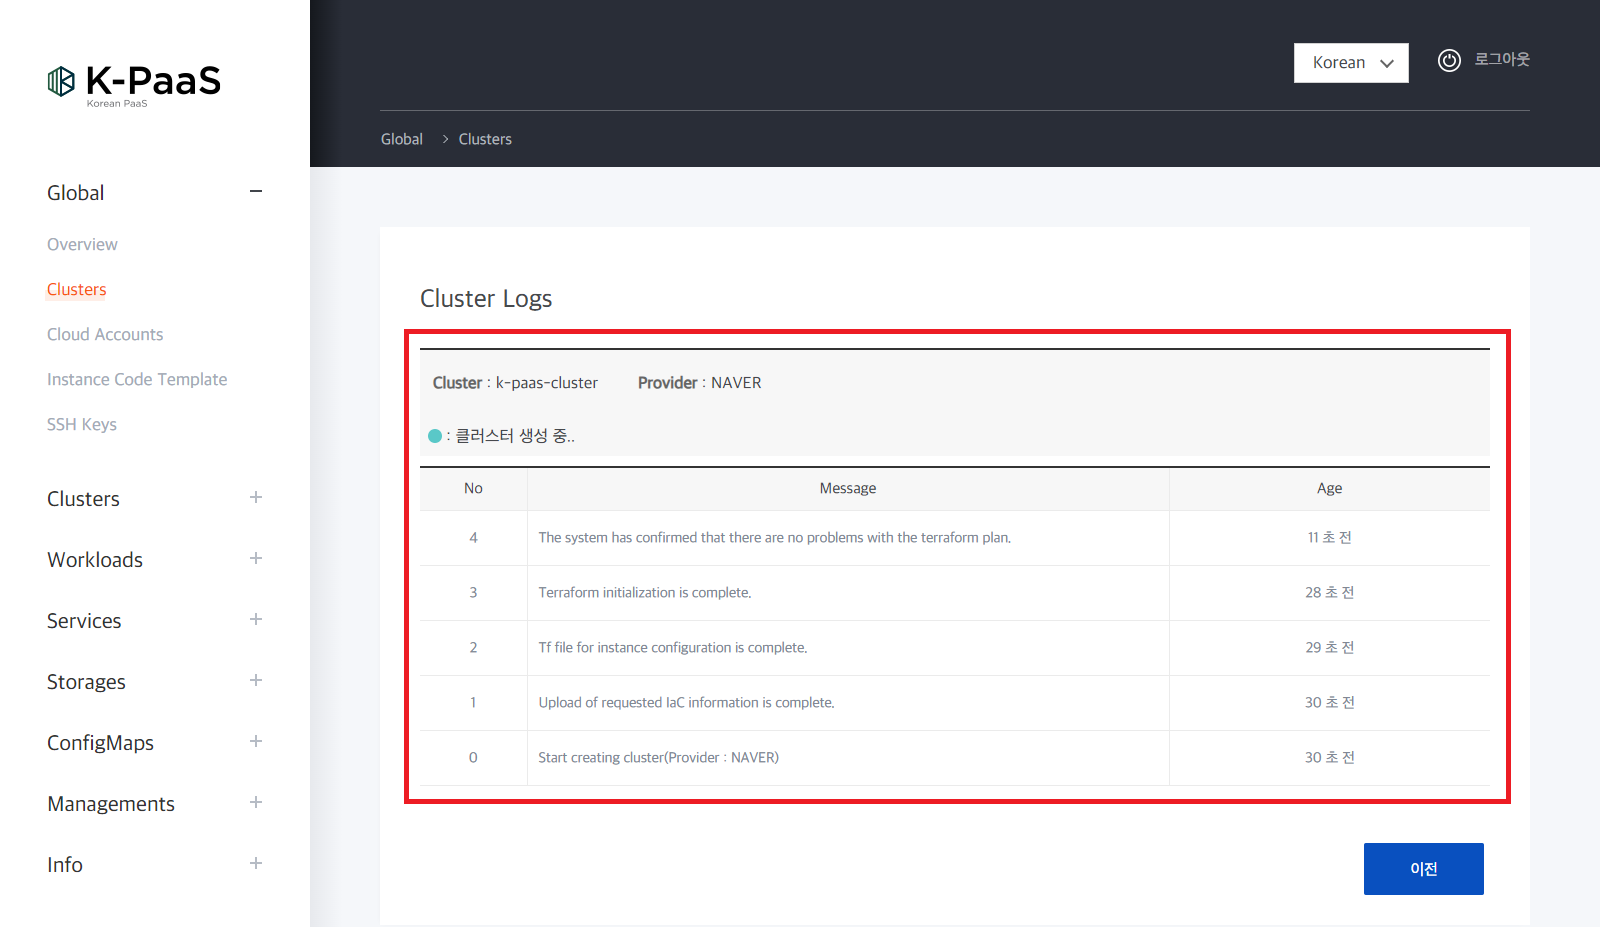 K-PaaS
Korean PaaS
Korean
로그아웃
Global > Clusters
Global
Overview
Clusters
Cloud Accounts
Instance Code Template
SSH Keys
Clusters
Workloads
Services
Storages
ConfigMaps
Managements
Info
Cluster Logs
Cluster : k-paas-cluster Provider : NAVER
: 클러스터 생성 중..
No Message Age
4 The system has confirmed that there are no problems with the terraform plan. 11 초 전
3 Terraform initialization is complete. 28 초 전
2 Tf file for instance configuration is complete. 29 초 전
1 Upload of requested IaC information is complete. 30 초 전
0 Start creating cluster(Provider : NAVER) 30 초 전
이전